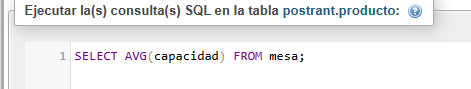 Ejecutar la(s) consulta(s) SQL en la tabla postrant.producto:
1 SELECT AVG(capacidad) FROM mesa;